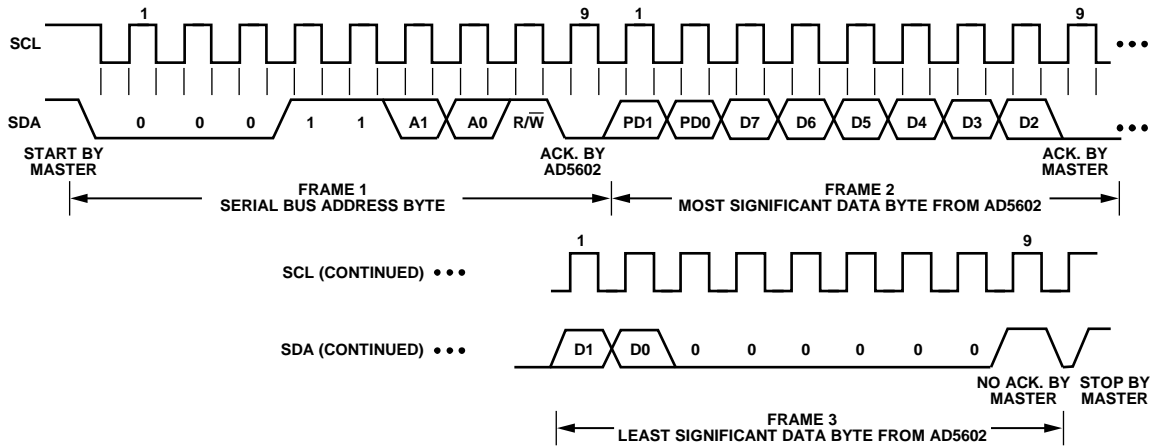 1 9 1 9
SCL
SDA 0 0 0 1 1 A1 A0 R/W̅ PD1 PD0 D7 D6 D5 D4 D3 D2
START BY
MASTER
ACK. BY
AD5602
ACK. BY
MASTER
FRAME 1
SERIAL BUS ADDRESS BYTE
FRAME 2
MOST SIGNIFICANT DATA BYTE FROM AD5602
1 9
SCL (CONTINUED)
SDA (CONTINUED) D1 D0 0 0 0 0 0 0
NO ACK. BY
MASTER
STOP BY
MASTER
FRAME 3
LEAST SIGNIFICANT DATA BYTE FROM AD5602